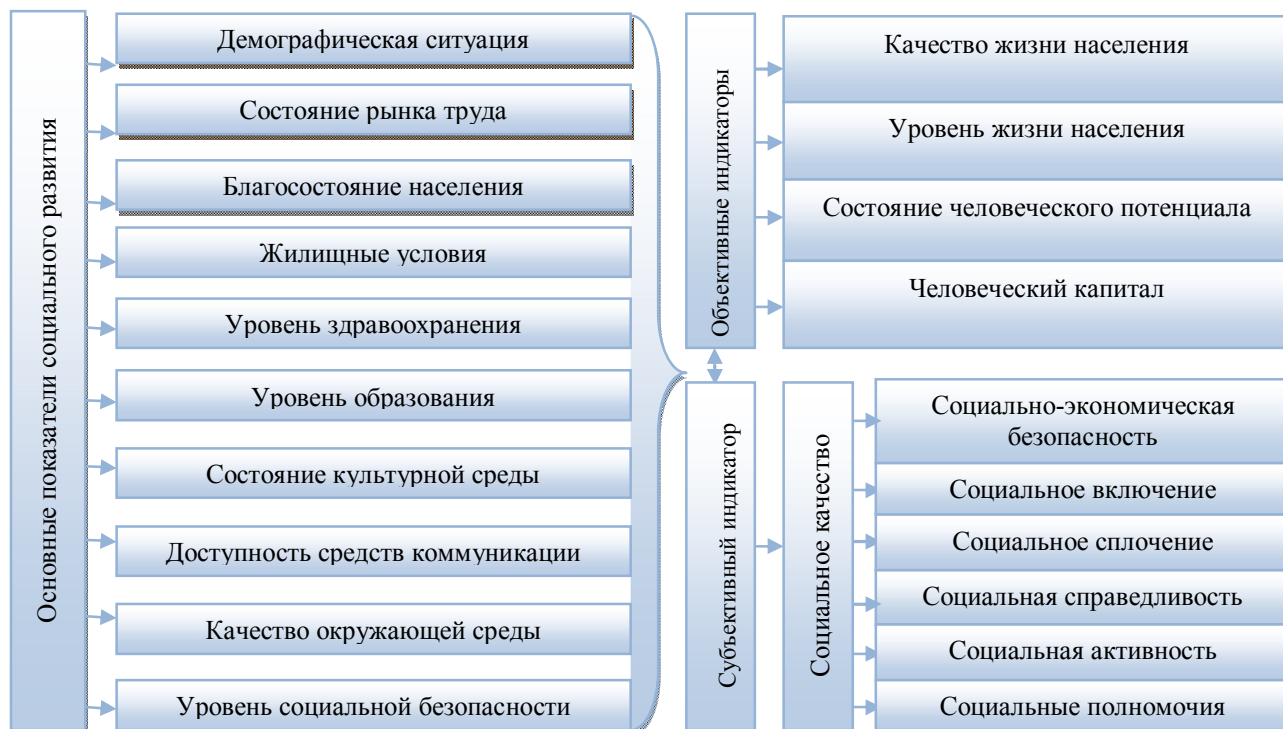 Основные показатели социального развития
Демографическая ситуация
Состояние рынка труда
Благосостояние населения
Жилищные условия
Уровень здравоохранения
Уровень образования
Состояние культурной среды
Доступность средств коммуникации
Качество окружающей среды
Уровень социальной безопасности
Объективные индикаторы
Качество жизни населения
Уровень жизни населения
Состояние человеческого потенциала
Человеческий капитал
Субъективный индикатор
Социальное качество
Социально-экономическая
безопасность
Социальное включение
Социальное сплочение
Социальная справедливость
Социальная активность
Социальные полномочия